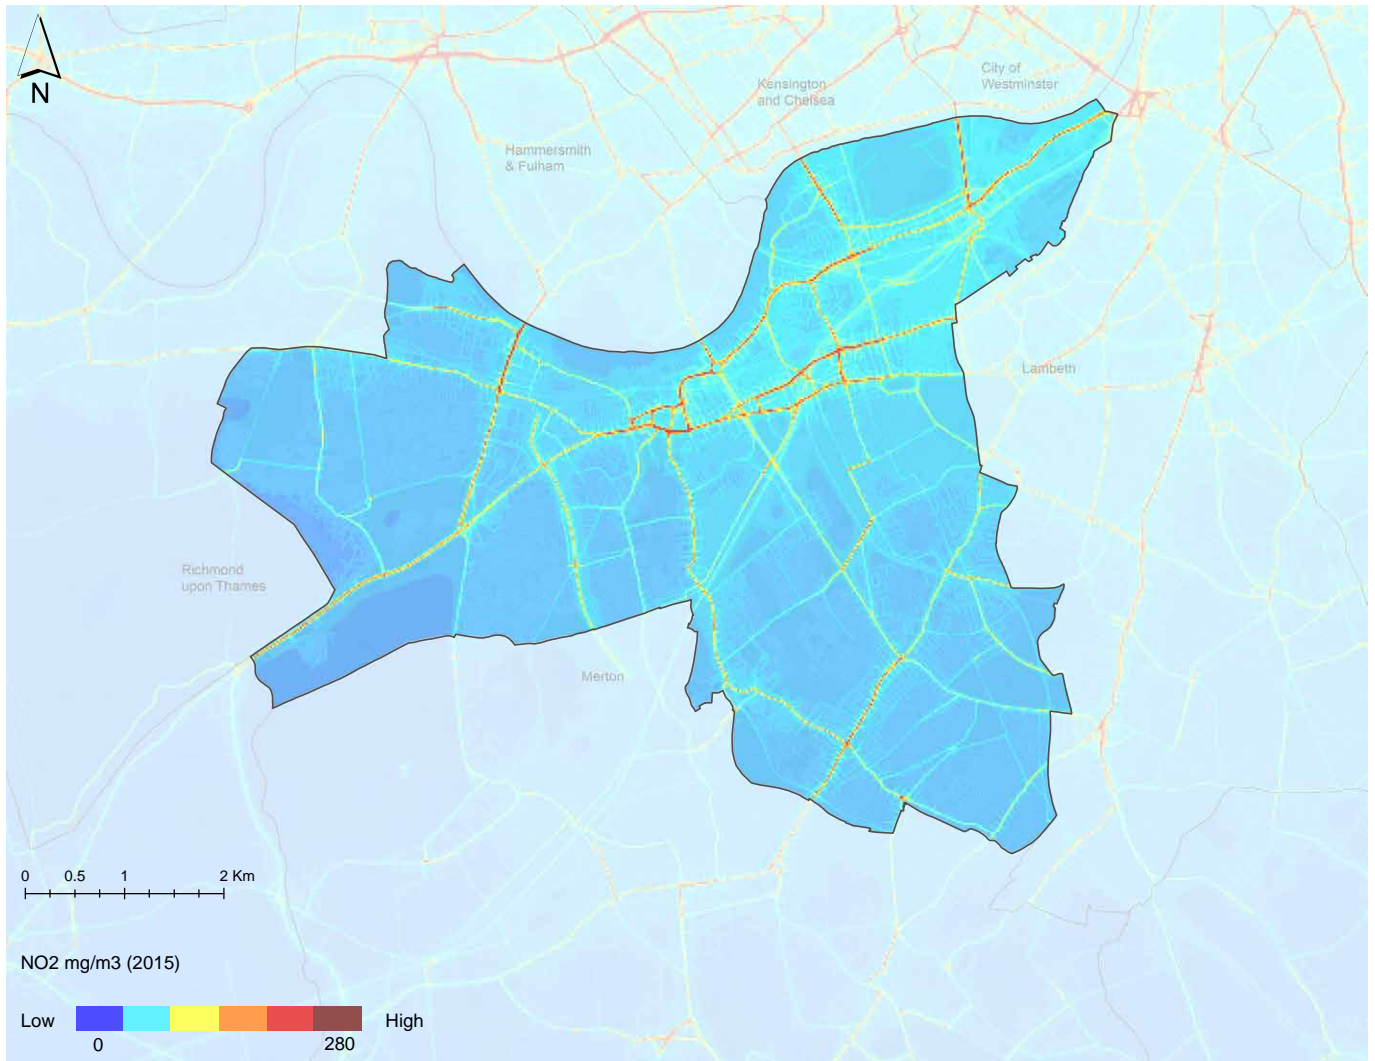 N
City of
Westminster
Kensington
and Chelsea
Hammersmith
& Fulham
Lambeth
Richmond
upon Thames
Merton
0 0.5 1 2 Km
NO2 mg/m3 (2015)
Low High
0 280